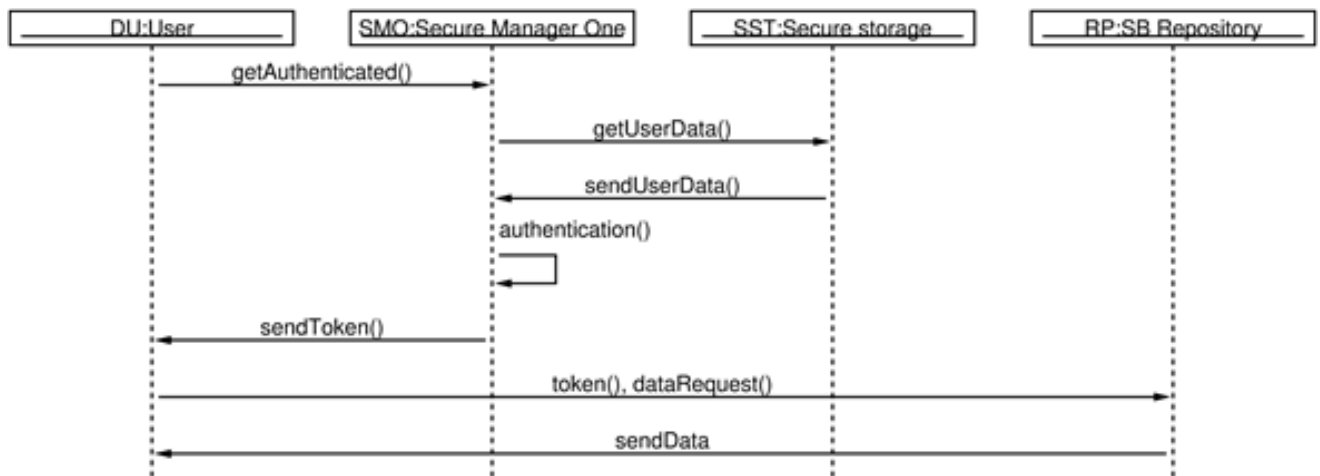 DU:User
SMO:Secure Manager One
SST:Secure storage
RP:SB Repository
getAuthenticated()
getUserData()
sendUserData()
authentication()
sendToken()
token(), dataRequest()
sendData